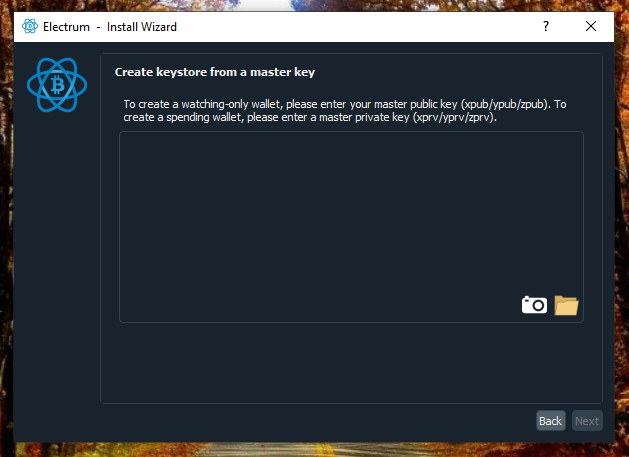 Electrum - Install Wizard
?
Create keystore from a master key
To create a watching-only wallet, please enter your master public key (xpub/ypub/zpub). To
create a spending wallet, please enter a master private key (xprv/yprv/zprv).
Back Next